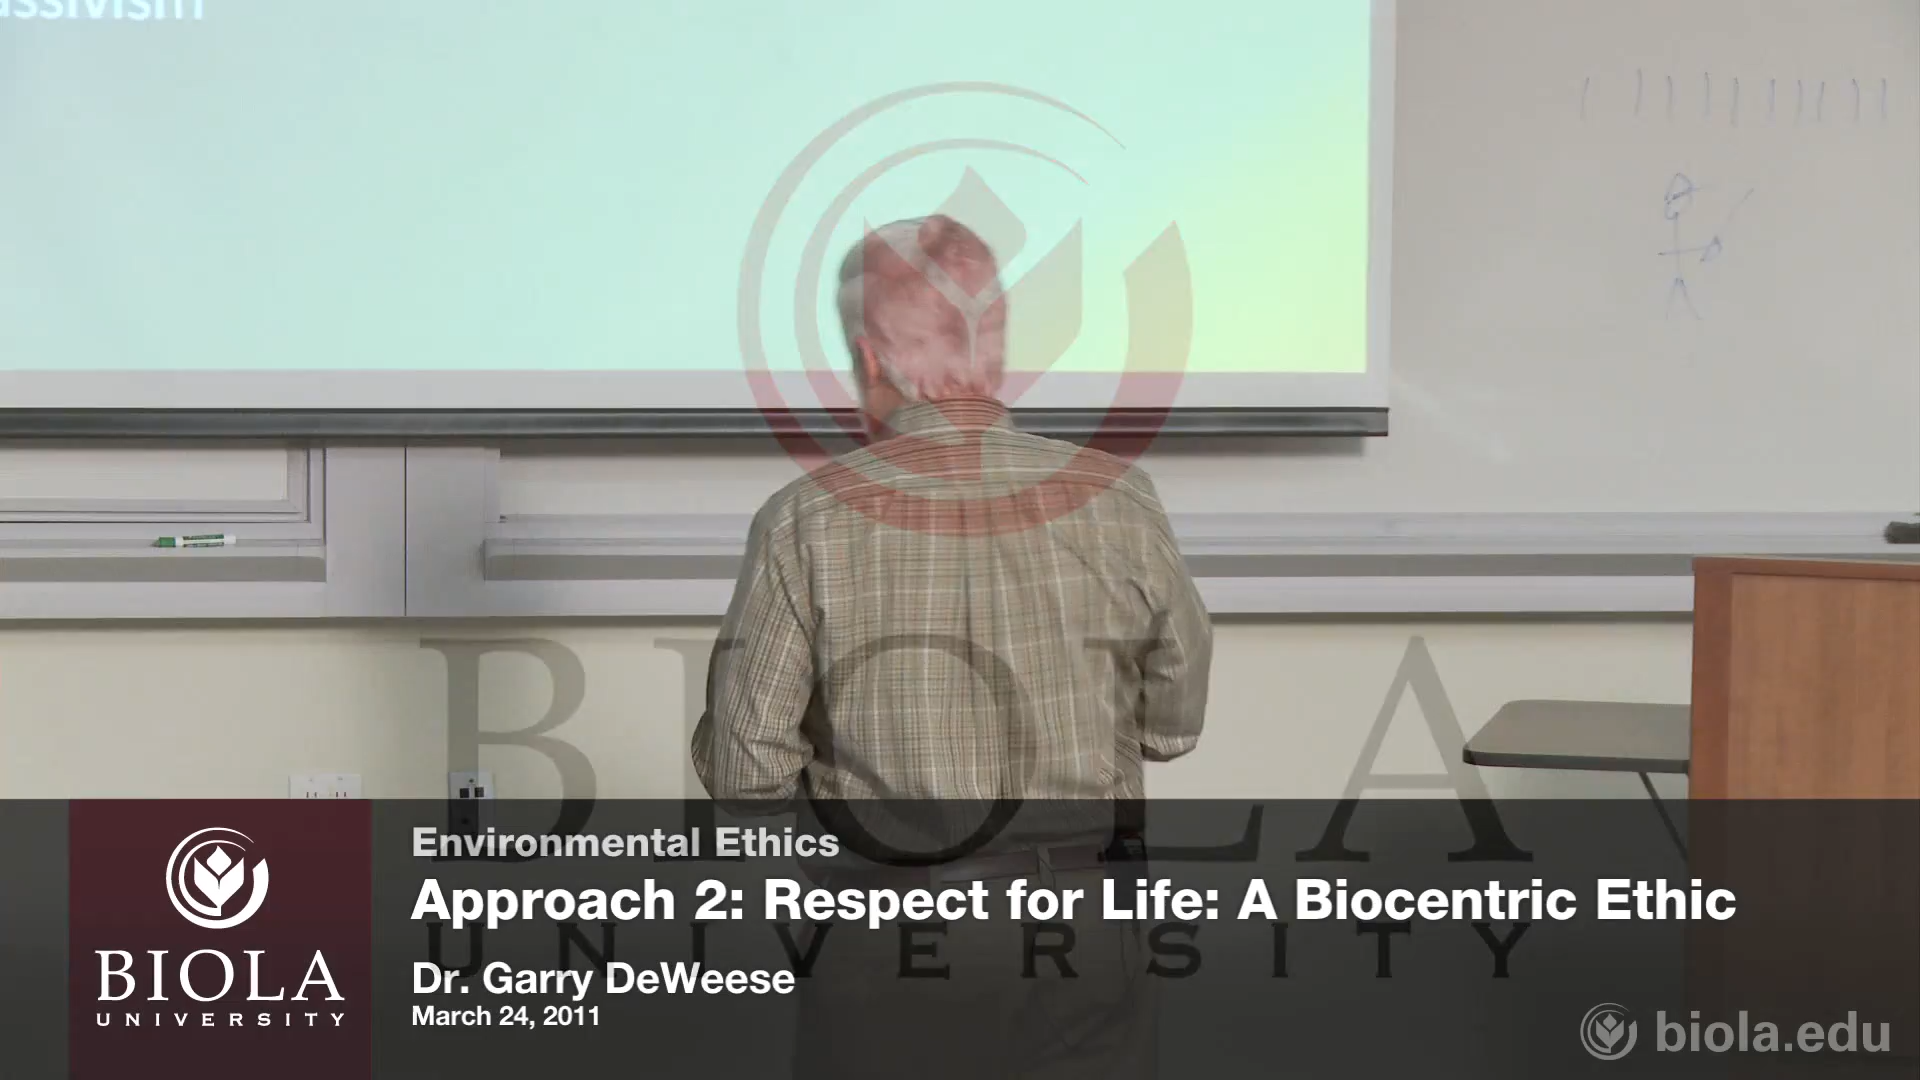 BIOLA
UNIVERSITY
Environmental Ethics
Approach 2: Respect for Life: A Biocentric Ethic
Dr. Garry DeWeese
March 24, 2011
BIOLA
UNIVERSITY
biola.edu